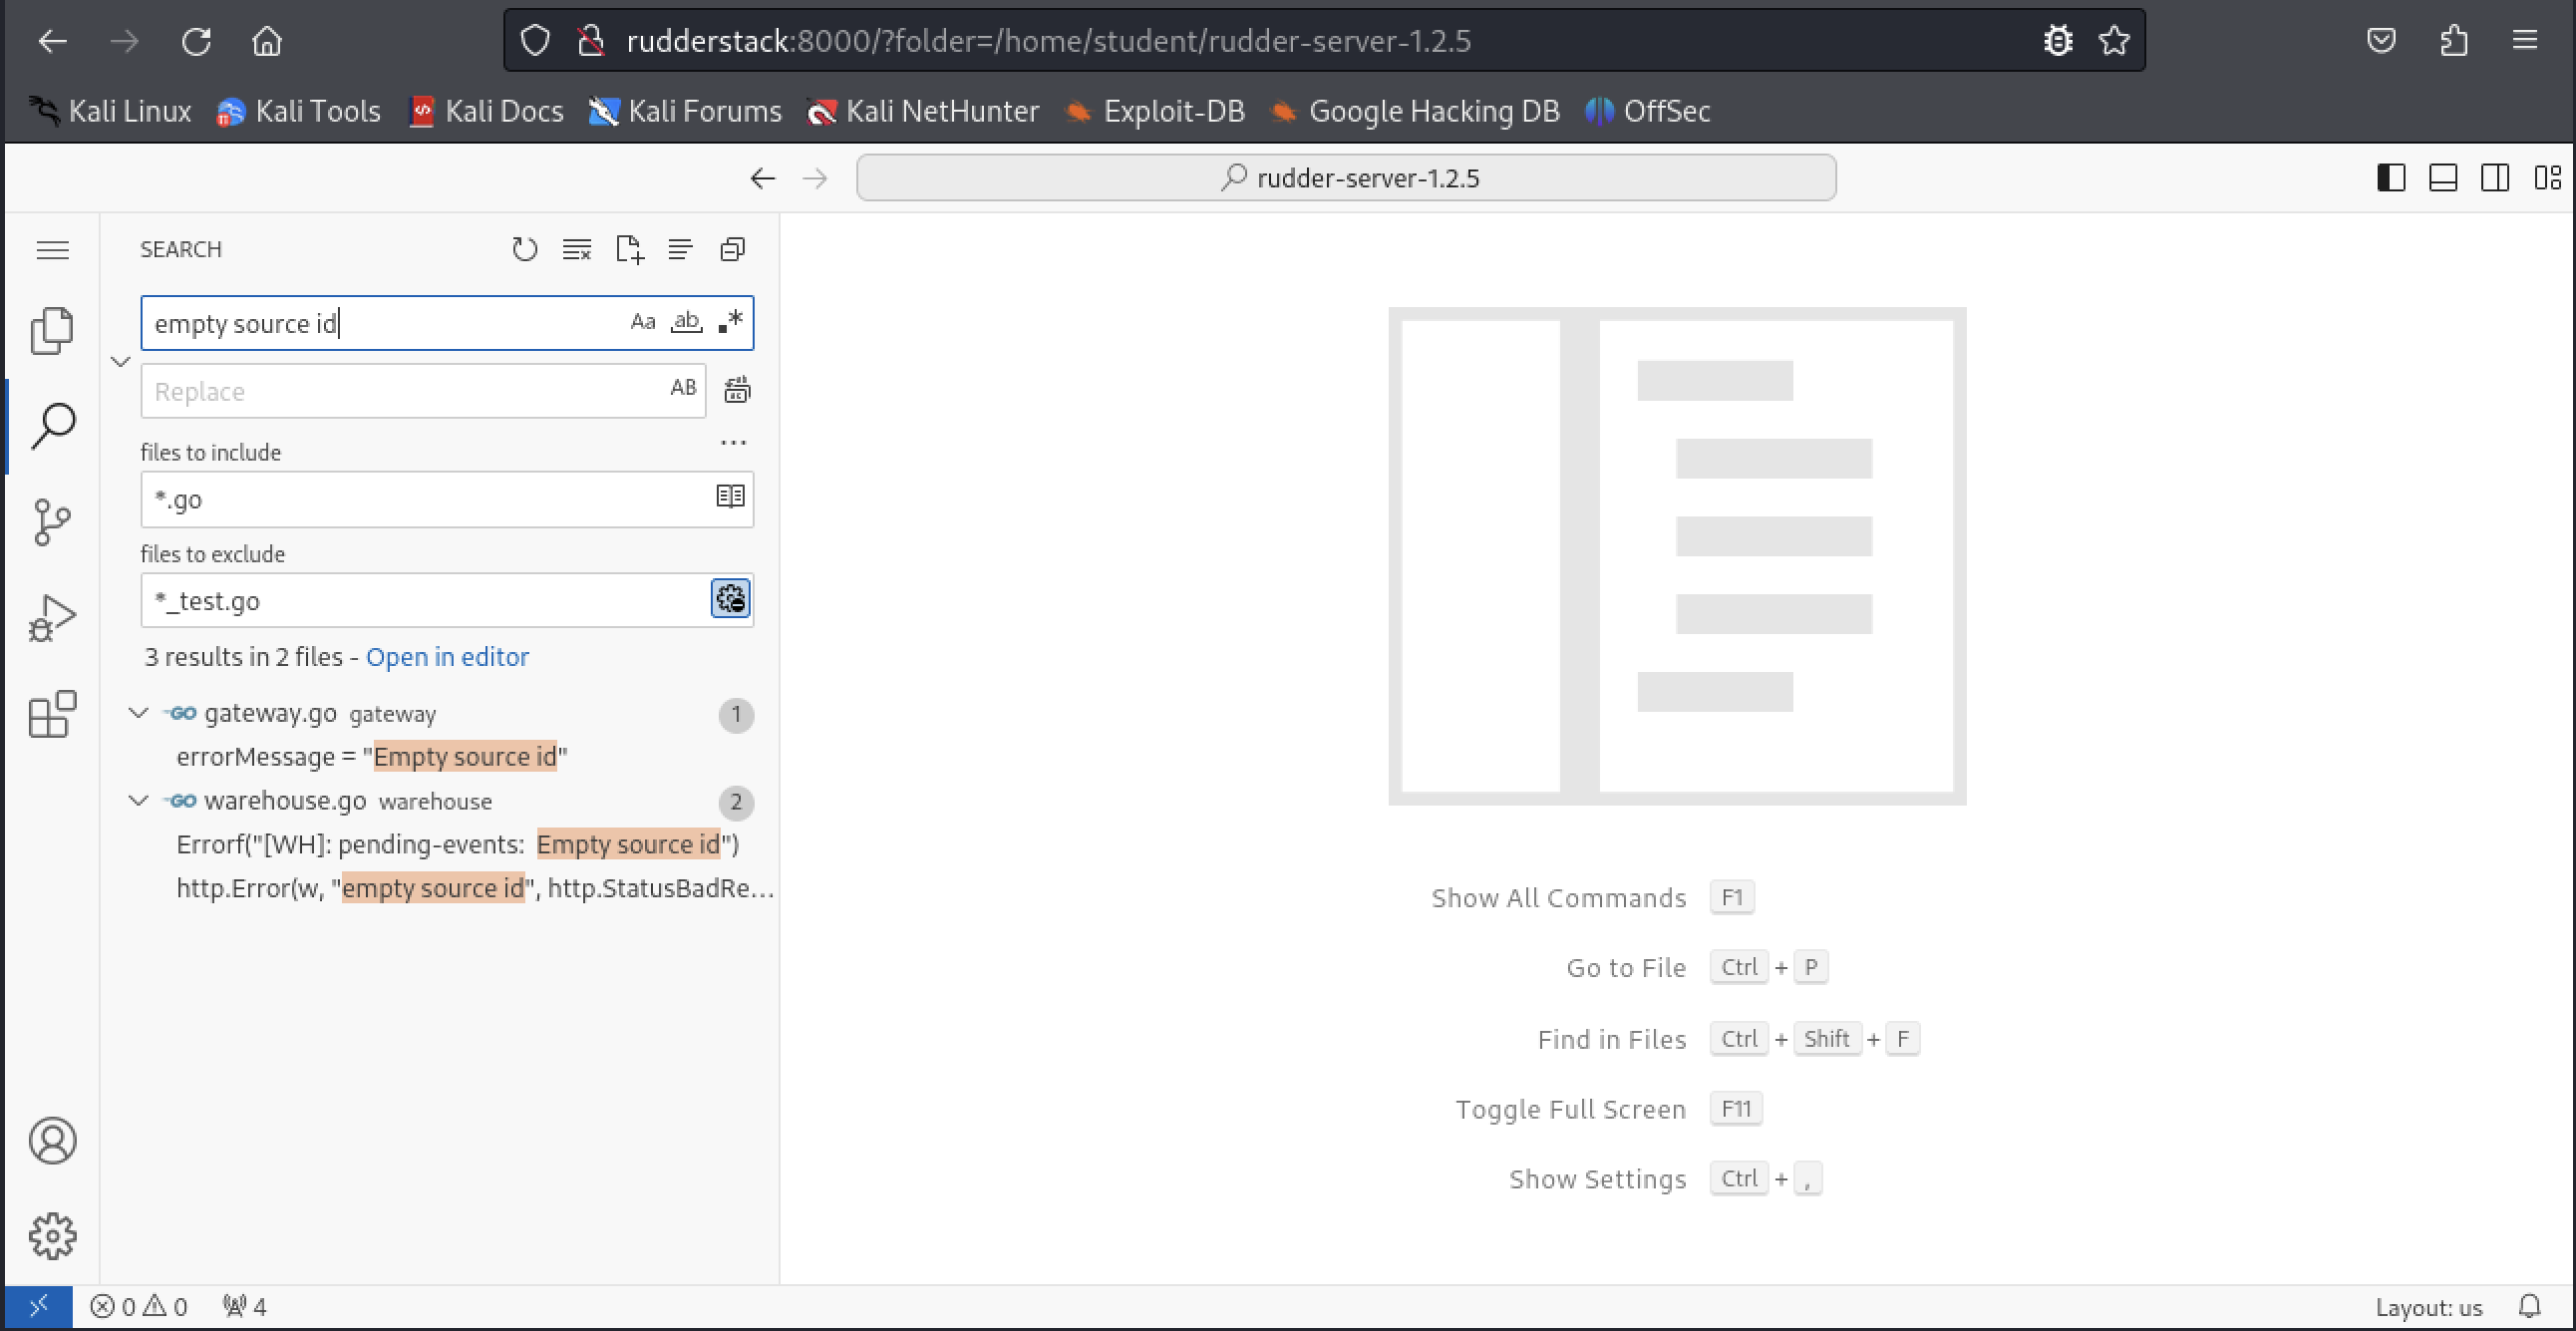 rudderstack:8000/?folder=/home/student/rudder-server-1.2.5
Kali Linux Kali Tools Kali Docs Kali Forums Kali NetHunter Exploit-DB Google Hacking DB OffSec
rudder-server-1.2.5
SEARCH
empty source id Aa ab .*
Replace AB
files to include ...
*.go
files to exclude
*_test.go
3 results in 2 files - Open in editor
GO gateway.go gateway 1
errorMessage = "Empty source id"
GO warehouse.go warehouse 2
Errorf("[WH]: pending-events: Empty source id")
http.Error(w, "empty source id", http.StatusBadRe...
Show All Commands F1
Go to File Ctrl + P
Find in Files Ctrl + Shift + F
Toggle Full Screen F11
Show Settings Ctrl + ,
0 0 4
Layout: us